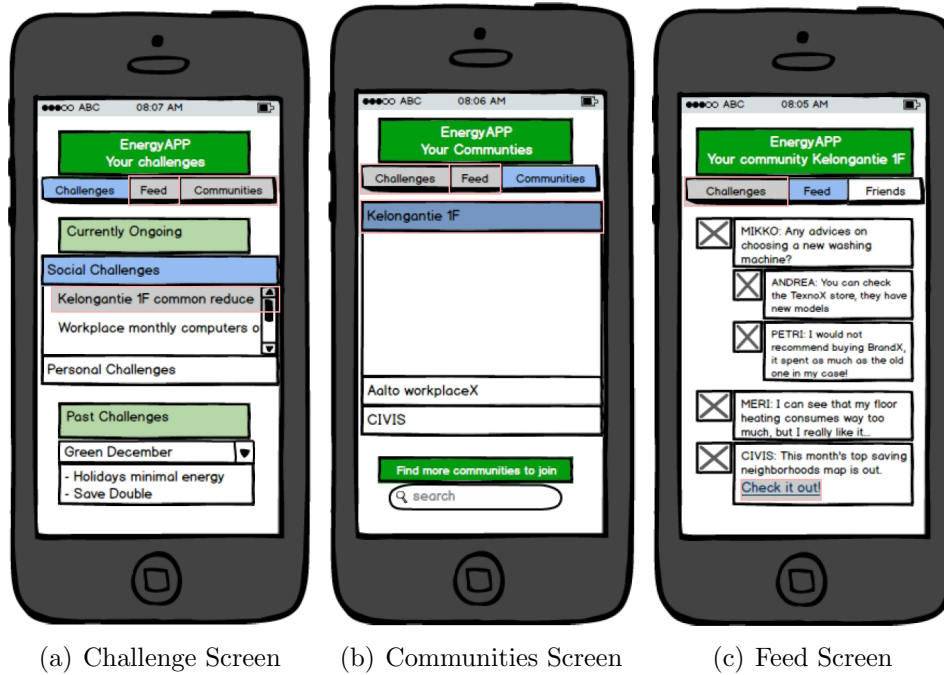 ABC 08:07 AM
EnergyAPP
Your challenges
Challenges Feed Communities
Currently Ongoing
Social Challenges
Kelongantie 1F common reduce
Workplace monthly computers o
Personal Challenges
Past Challenges
Green December
- Holidays minimal energy
- Save Double
(a) Challenge Screen
ABC 08:06 AM
EnergyAPP
Your Communties
Challenges Feed Communities
Kelongantie 1F
Aalto workplaceX
CIVIS
Find more communities to join
search
(b) Communities Screen
ABC 08:05 AM
EnergyAPP
Your community Kelongantie 1F
Challenges Feed Friends
MIKKO: Any advices on
choosing a new washing
machine?
ANDREA: You can check
the TexnoX store, they have
new models
PETRI: I would not
recommend buying BrandX,
it spent as much as the old
one in my case!
MERI: I can see that my floor
heating consumes way too
much, but I really like it...
CIVIS: This month's top saving
neighborhoods map is out.
Check it out!
(c) Feed Screen